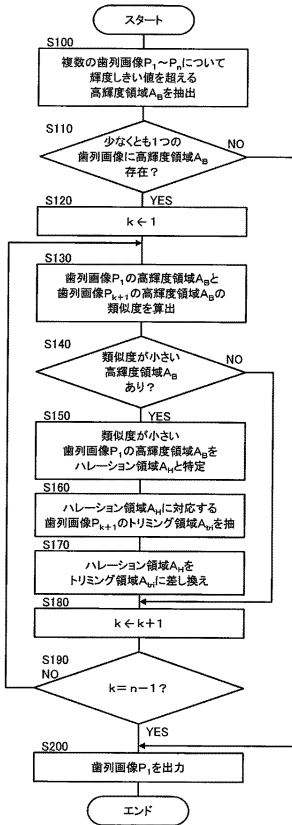 スタート
S100
複数の歯列画像P1～Pnについて
輝度しきい値を超える
高輝度領域ABを抽出
S110
少なくとも1つの
歯列画像に高輝度領域AB
存在？
NO
YES
S120
k←1
S130
歯列画像P1の高輝度領域ABと
歯列画像Pk+1の高輝度領域ABの
類似度を算出
S140
類似度が小さい
高輝度領域AB
あり？
NO
YES
S150
類似度が小さい
歯列画像P1の高輝度領域ABを
ハレーション領域AHと特定
S160
ハレーション領域AHに対応する
歯列画像Pk+1のトリミング領域Atriを抽
S170
ハレーション領域AHを
トリミング領域Atriに差し換え
S180
k←k+1
S190
NO
k＝n－1？
YES
S200
歯列画像P1を出力
エンド